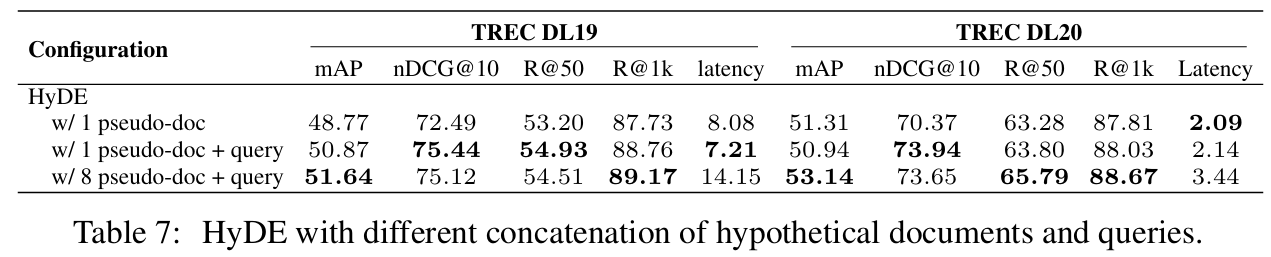 Configuration TREC DL19 TREC DL20
mAP nDCG@10 R@50 R@1k latency mAP nDCG@10 R@50 R@1k Latency
HyDE
w/ 1 pseudo-doc 48.77 72.49 53.20 87.73 8.08 51.31 70.37 63.28 87.81 2.09
w/ 1 pseudo-doc + query 50.87 75.44 54.93 88.76 7.21 50.94 73.94 63.80 88.03 2.14
w/ 8 pseudo-doc + query 51.64 75.12 54.51 89.17 14.15 53.14 73.65 65.79 88.67 3.44
Table 7: HyDE with different concatenation of hypothetical documents and queries.